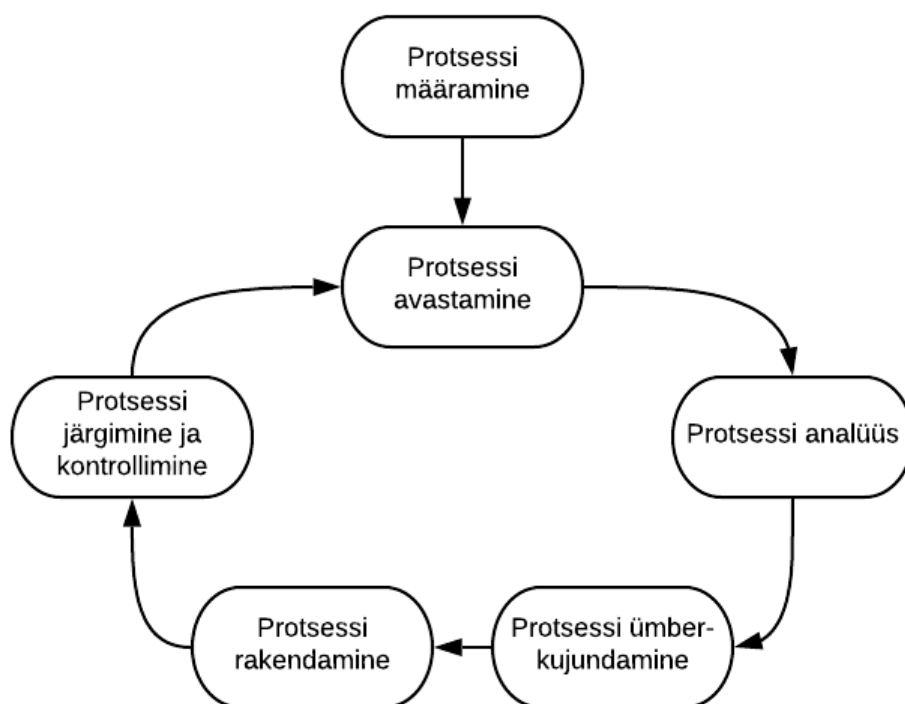 Protsessi
määramine
Protsessi
avastamine
Protsessi analüüs
Protsessi ümber-
kujundamine
Protsessi
rakendamine
Protsessi
järgimine ja
kontrollimine